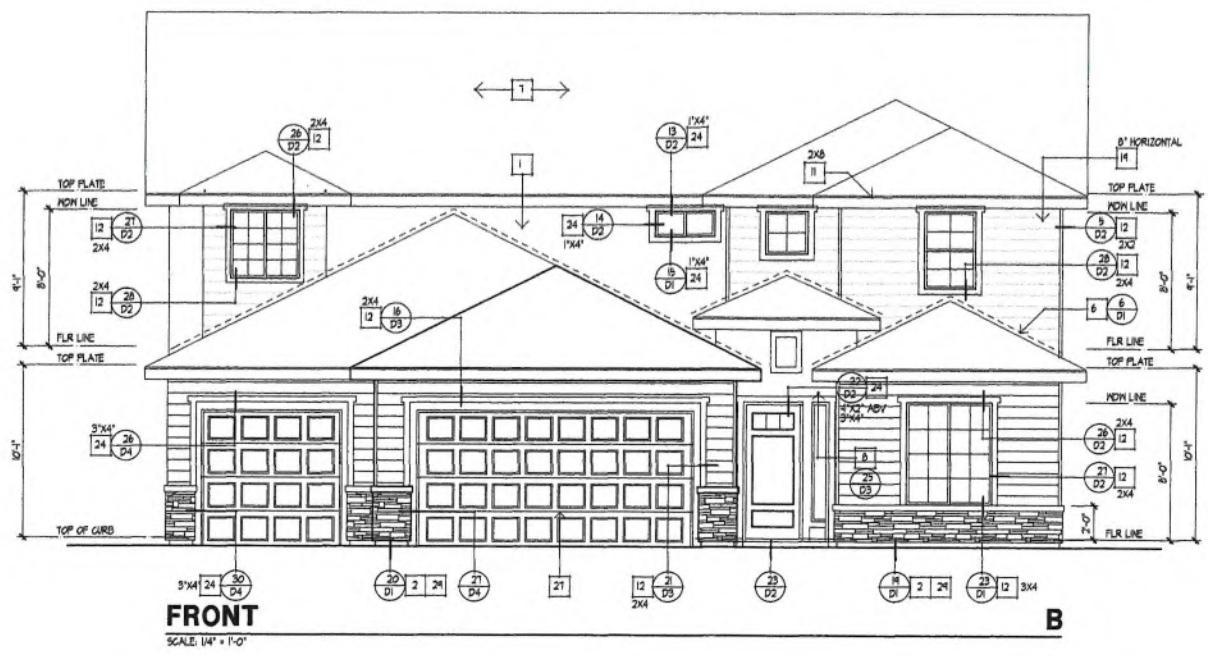 7
2X4
26
D2
12
1"X4"
13
D2
24
8" HORIZONTAL
19
1
2X8
11
TOP PLATE
TOP PLATE
WDW LINE
WDW LINE
12
27
D2
2X4
24
14
D2
1"X4"
5
D2
12
2X2
1"X4"
15
D1
24
28
D2
12
2X4
9'-1"
8'-0"
8'-0"
9'-1"
2X4
12
28
D2
2X4
12
16
D3
6
6
D1
FLR LINE
FLR LINE
TOP PLATE
TOP PLATE
22
D2
24
4"X2" ABV
3"X4"
WDW LINE
3"X4"
24
26
D4
2X4
26
D2
12
10'-1"
8
25
D3
27
D2
12
2X4
8'-0"
10'-1"
2'-0"
TOP OF CURB
FLR LINE
3"X4"
24
30
D4
20
D1
2
29
27
D4
27
12
21
D3
2X4
23
D2
19
D1
2
29
23
D1
12
3X4
FRONT
B
SCALE: 1/4" = 1'-0"